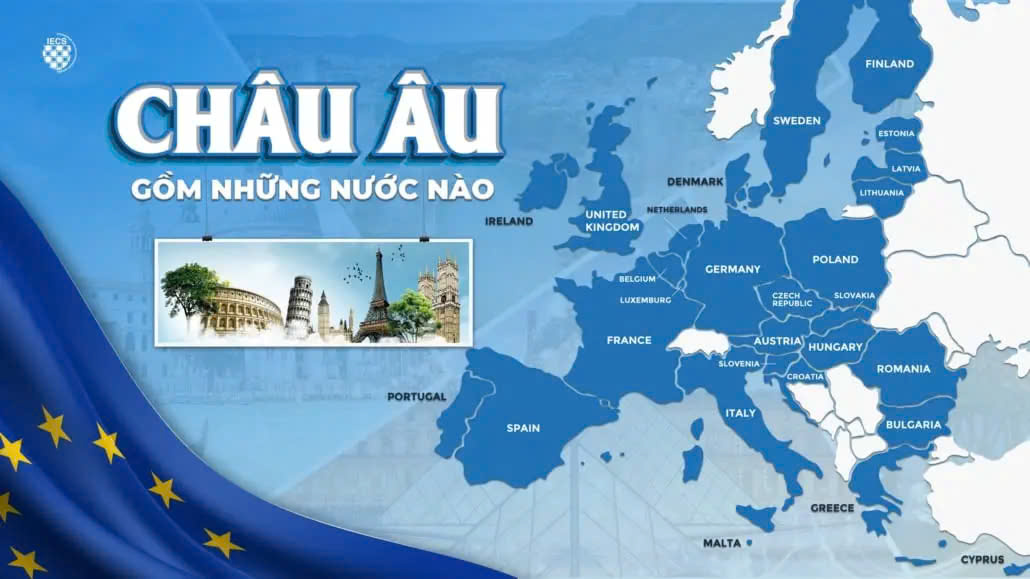 IECS
CHÂU ÂU
GỒM NHỮNG NƯỚC NÀO
FINLAND
SWEDEN
ESTONIA
LATVIA
LITHUANIA
DENMARK
NETHERLANDS
IRELAND
UNITED
KINGDOM
POLAND
GERMANY
BELGIUM
LUXEMBURG
CZECH
REPUBLIC
SLOVAKIA
FRANCE
AUSTRIA
HUNGARY
SLOVENIA
CROATIA
ROMANIA
PORTUGAL
SPAIN
ITALY
BULGARIA
GREECE
MALTA
CYPRUS